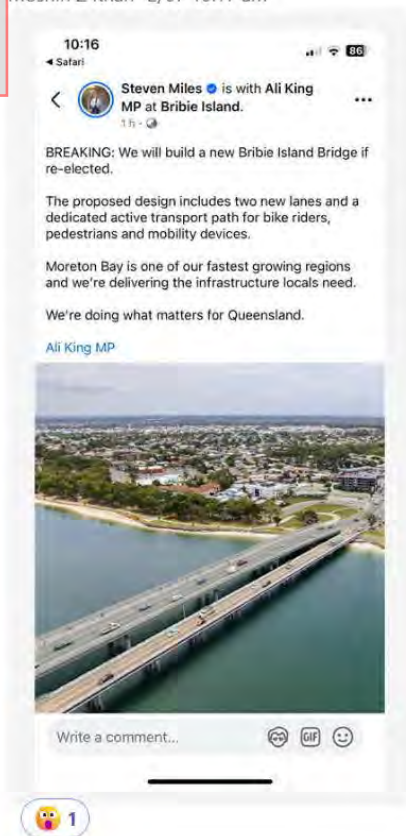 10:16
86
◄ Safari
Steven Miles is with Ali King
MP at Bribie Island.
1 h ·
BREAKING: We will build a new Bribie Island Bridge if
re-elected.
The proposed design includes two new lanes and a
dedicated active transport path for bike riders,
pedestrians and mobility devices.
Moreton Bay is one of our fastest growing regions
and we're delivering the infrastructure locals need.
We're doing what matters for Queensland.
Ali King MP
Write a comment...
GIF
1